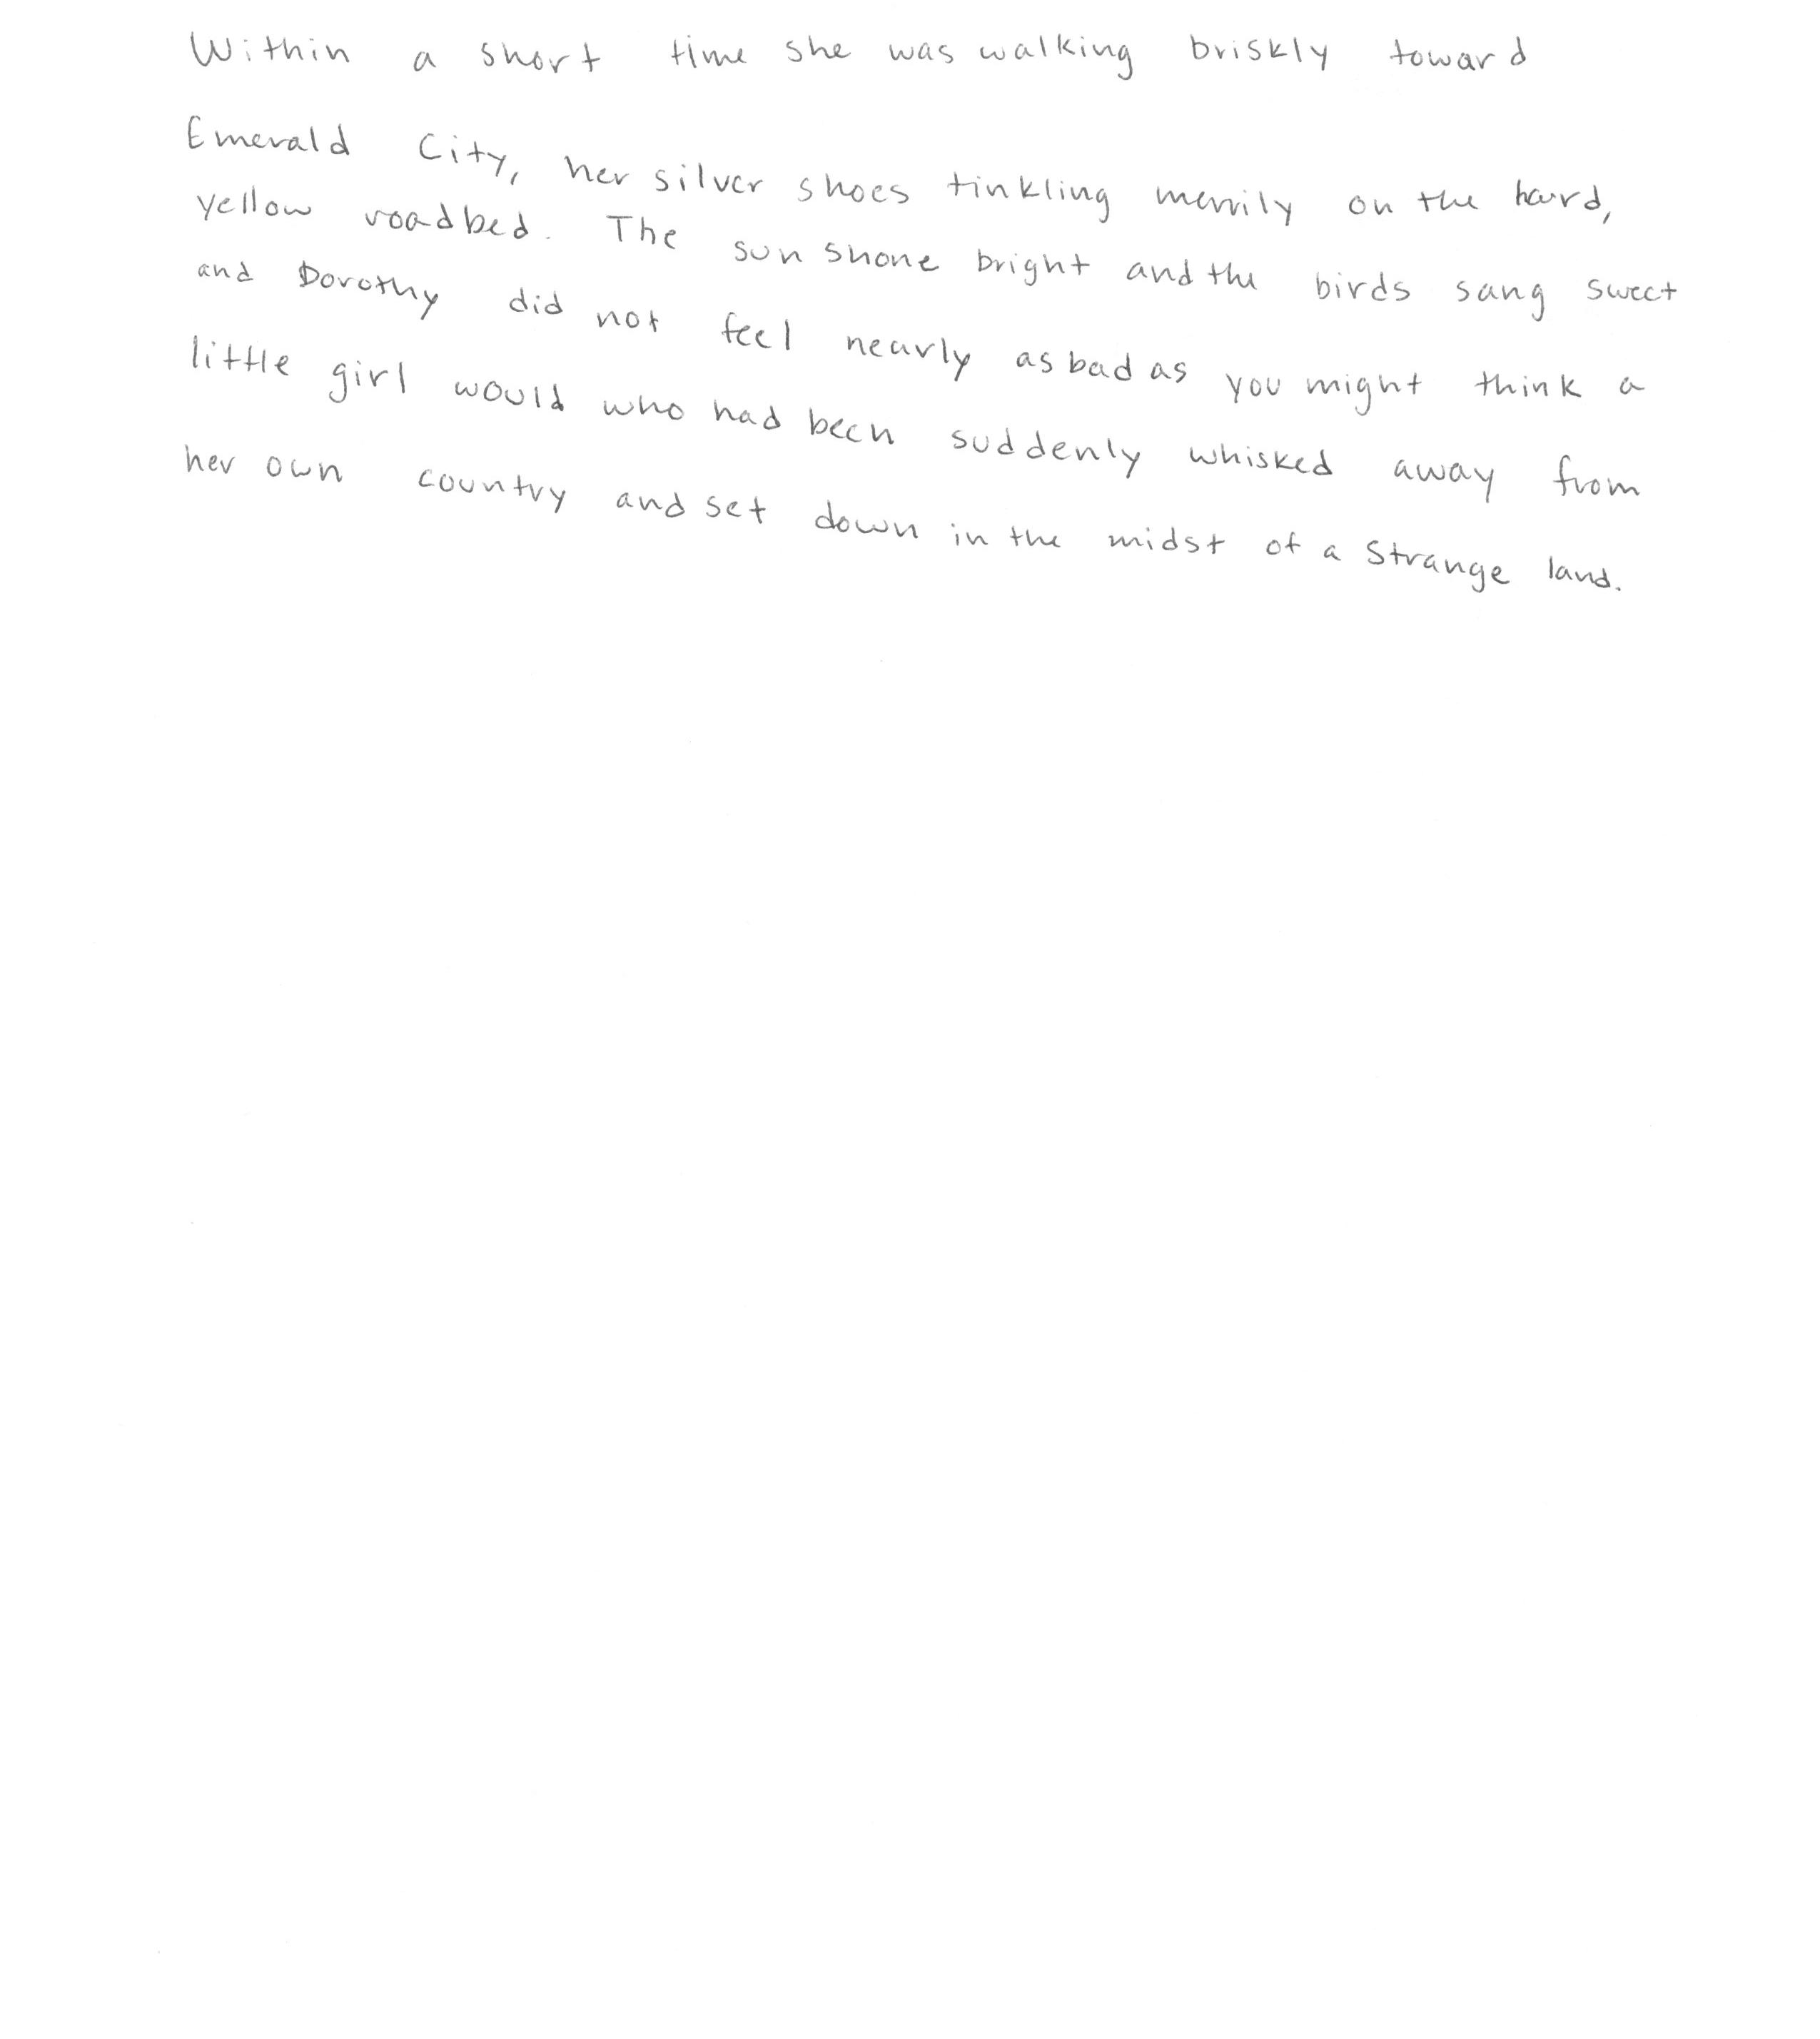 Within a short time she was walking briskly toward
Emerald City, her silver shoes tinkling merrily on the hard,
yellow roadbed. The sun shone bright and the birds sang sweet
and Dorothy did not feel nearly as bad as you might think a
little girl would who had been suddenly whisked away from
her own country and set down in the midst of a strange land.